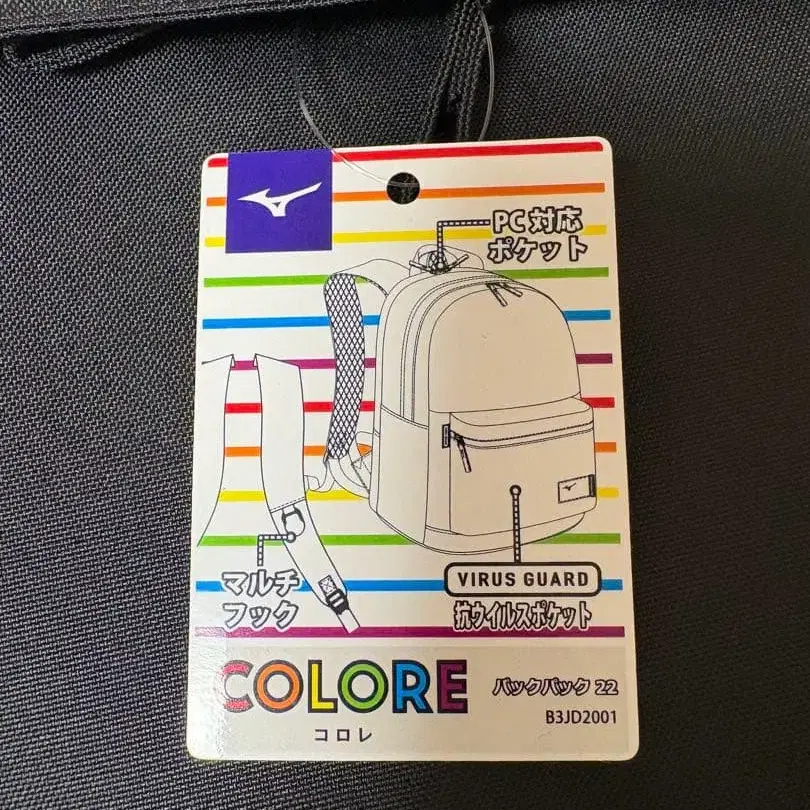 PC対応
ポケット
マルチ
フック
VIRUS GUARD
抗ウイルスポケット
COLORE
コロレ
バックパック 22
B3JD2001